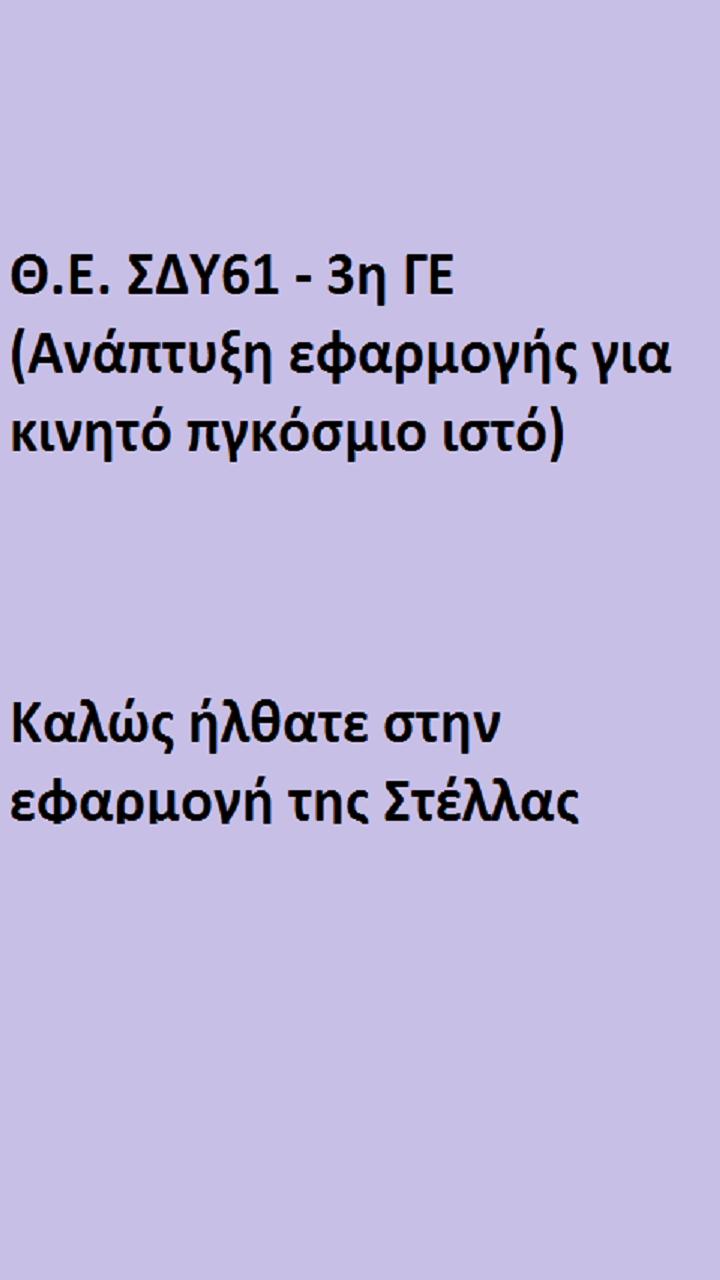 Θ.Ε. ΣΔΥ61 - 3η ΓΕ
(Ανάπτυξη εφαρμογής για
κινητό πγκόσμιο ιστό)
Καλώς ήλθατε στην
εφαρμογή της Στέλλας